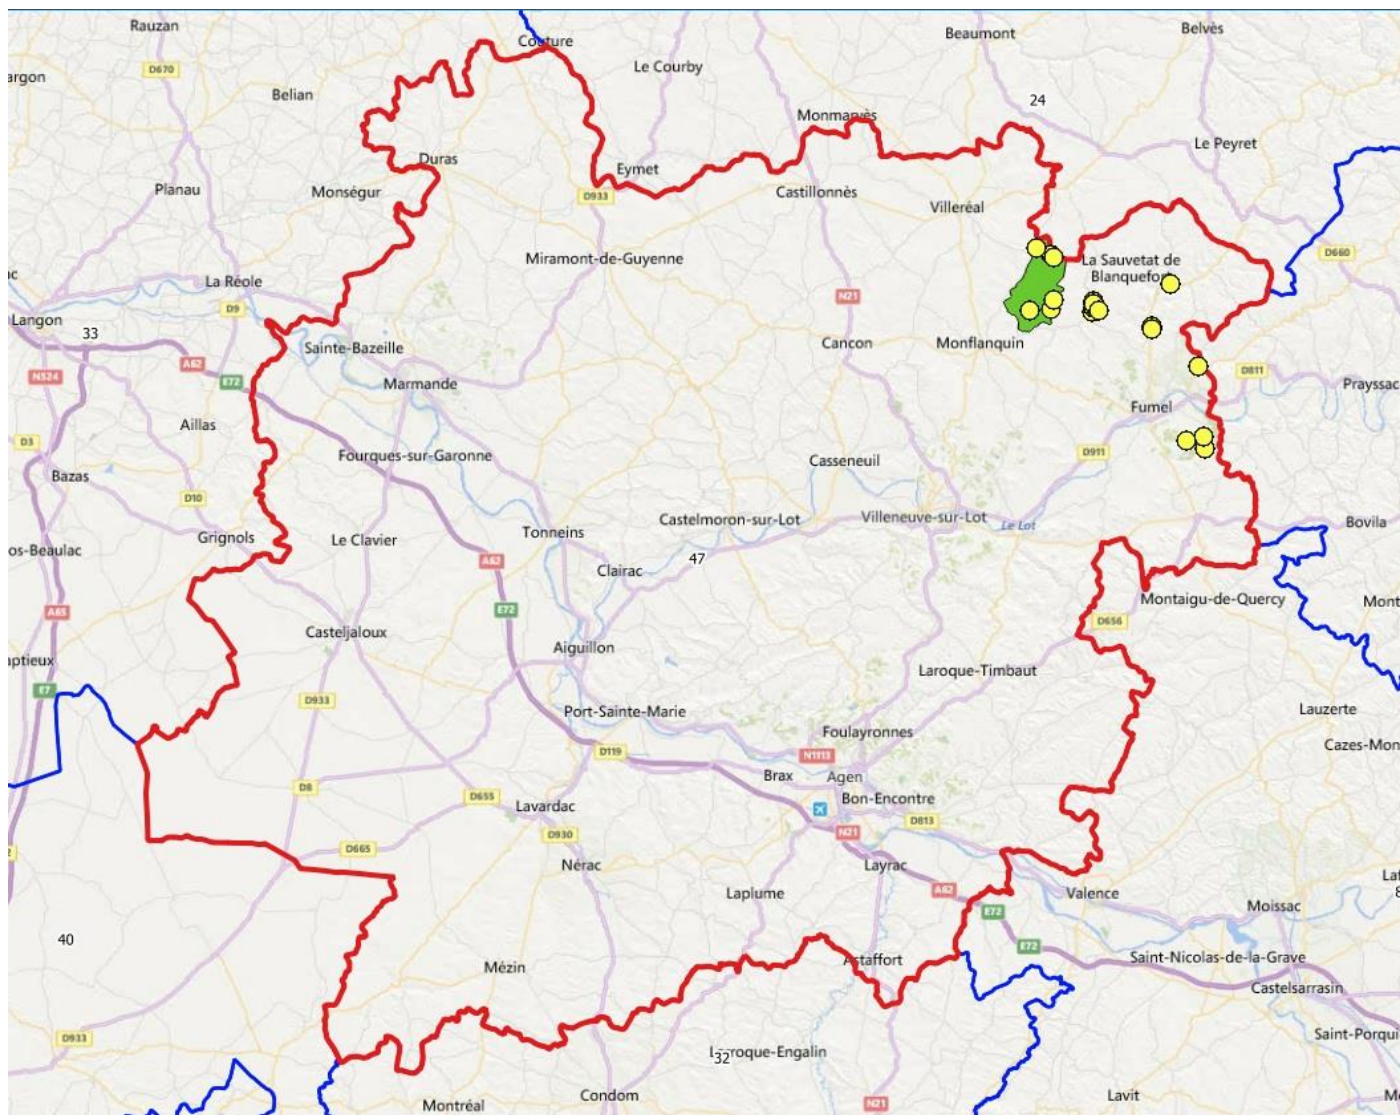 Rauzan
Couture
Beaumont
Belvès
D670
Le Courby
argon
Belian
24
Monmarvès
Le Peyret
Duras
Eymet
Planau
Monségur
D933
Castillonnès
Villeréal
Miramont-de-Guyenne
La Sauvetat de
Blanquefort
D660
La Réole
N21
D9
Langon
33
Sainte-Bazeille
Cancon
Monflanquin
A62
N524
E72
Marmande
D811
Prayssac
Fumel
Aillas
D3
Fourques-sur-Garonne
D911
Casseneuil
Bazas
D10
Castelmoron-sur-Lot
Villeneuve-sur-Lot
Le Lot
Bovila
Grignols
Le Clavier
Tonneins
os-Beaulac
A62
47
Clairac
Montaigu-de-Quercy
Mont
A65
E72
D656
Casteljaloux
Aiguillon
aptieux
Laroque-Timbaut
E7
D933
Port-Sainte-Marie
Lauzerte
Foulayronnes
Cazes-Mon
D119
N1113
Brax
Agen
D8
D655
Bon-Encontre
Lavardac
D813
D930
N21
2
D665
Nérac
Layrac
Laplume
A62
Valence
Laf
8
E72
Moissac
40
E72
Saint-Nicolas-de-la-Grave
Mézin
Astaffort
Castelsarrasin
D933
Saint-Porqui
32
Condom
Lavit
N21
Montréal
M